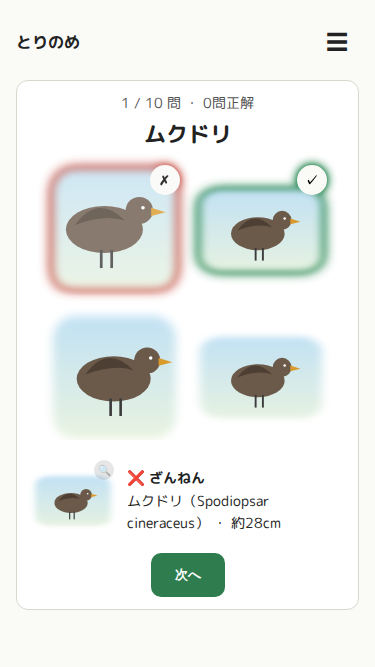 とりのめ
1 / 10 問 ・ 0問正解
ムクドリ
ざんねん
ムクドリ（Spodiopsar
cineraceus） ・ 約28cm
次へ